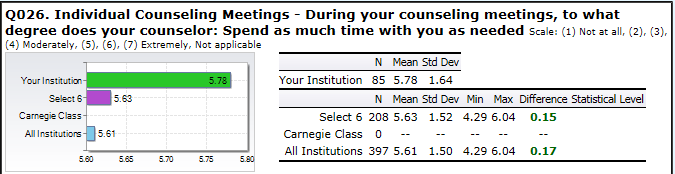 Q026. Individual Counseling Meetings - During your counseling meetings, to what
degree does your counselor: Spend as much time with you as needed Scale: (1) Not at all, (2), (3),
(4) Moderately, (5), (6), (7) Extremely, Not applicable
Your Institution 5.78
Select 6 5.63
Carnegie Class
All Institutions 5.61
5.60 5.65 5.70 5.75 5.80
N Mean Std Dev
Your Institution 85 5.78 1.64
N Mean Std Dev Min Max Difference Statistical Level
Select 6 208 5.63 1.52 4.29 6.04 0.15
Carnegie Class 0 -- -- -- -- --
All Institutions 397 5.61 1.50 4.29 6.04 0.17